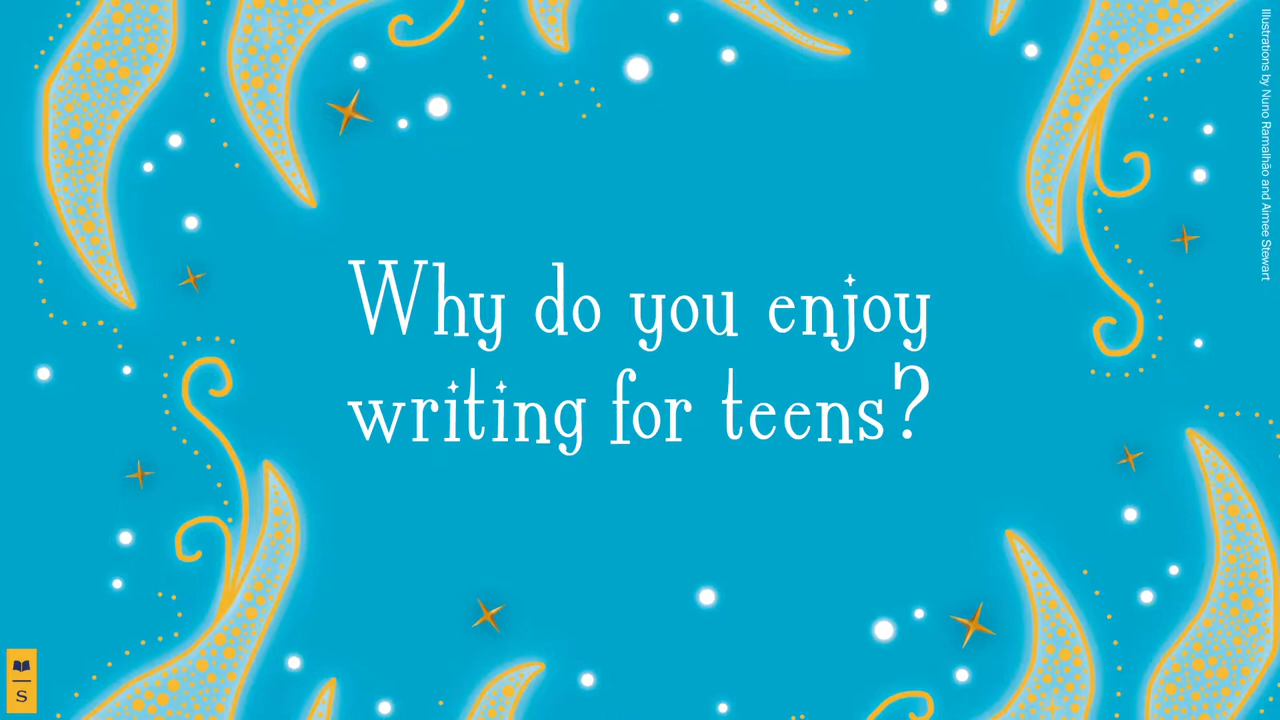 Why do you enjoy
writing for teens?
Illustrations by Nuno Ramalhão and Aimee Stewart
S